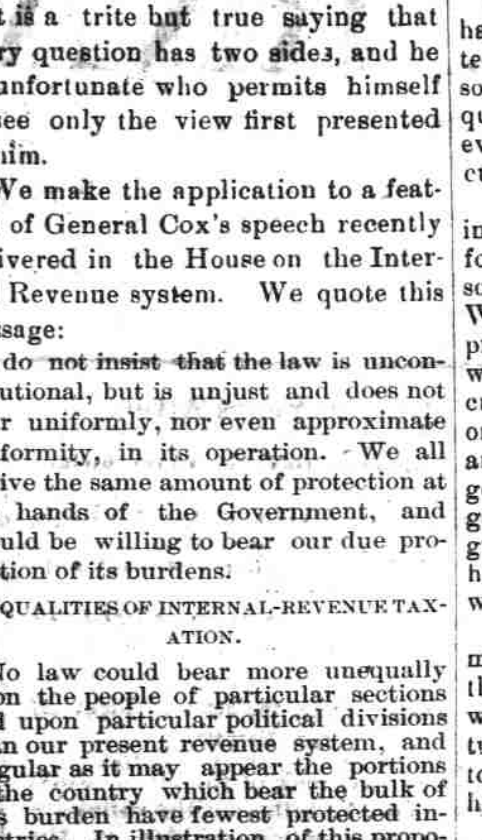 t is a trite but true saying that
ry question has two sides, and he
unfortunate who permits himself
see only the view first presented
him.
We make the application to a feat-
of General Cox's speech recently
ivered in the House on the Inter-
Revenue system. We quote this
sage:
do not insist that the law is uncon-
utional, but is unjust and does not
r uniformly, nor even approximate
formity, in its operation. We all
ive the same amount of protection at
hands of the Government, and
uld be willing to bear our due pro-
tion of its burdens.
QUALITIES OF INTERNAL-REVENUE TAX-
ATION.
No law could bear more unequally
on the people of particular sections
d upon particular political divisions
an our present revenue system, and
gular as it may appear the portions
the country which bear the bulk of
s burden have fewest protected in-
stries. In illustration of this propo-